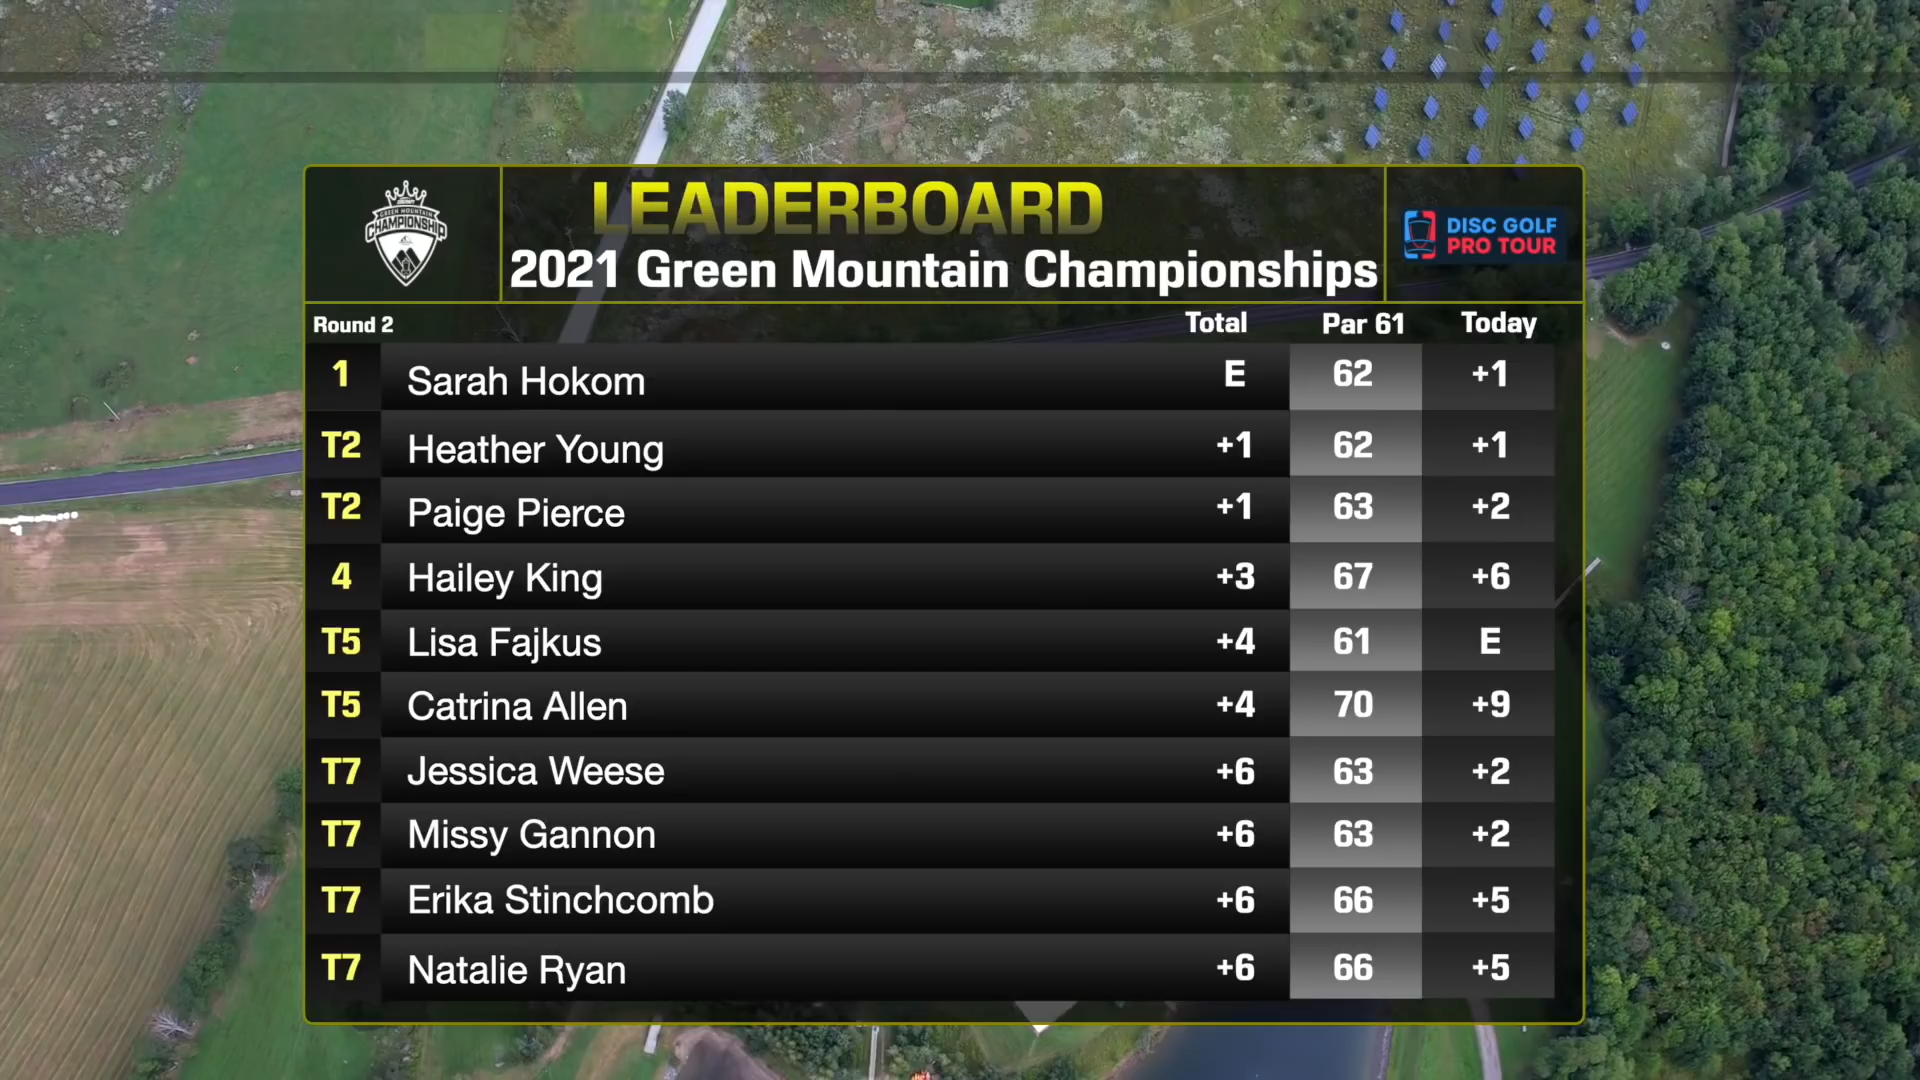 GREEN MOUNTAIN
CHAMPIONSHIP
LEADERBOARD
2021 Green Mountain Championships
DISC GOLF
PRO TOUR
Round 2 Total Par 61 Today
1 Sarah Hokom E 62 +1
T2 Heather Young +1 62 +1
T2 Paige Pierce +1 63 +2
4 Hailey King +3 67 +6
T5 Lisa Fajkus +4 61 E
T5 Catrina Allen +4 70 +9
T7 Jessica Weese +6 63 +2
T7 Missy Gannon +6 63 +2
T7 Erika Stinchcomb +6 66 +5
T7 Natalie Ryan +6 66 +5